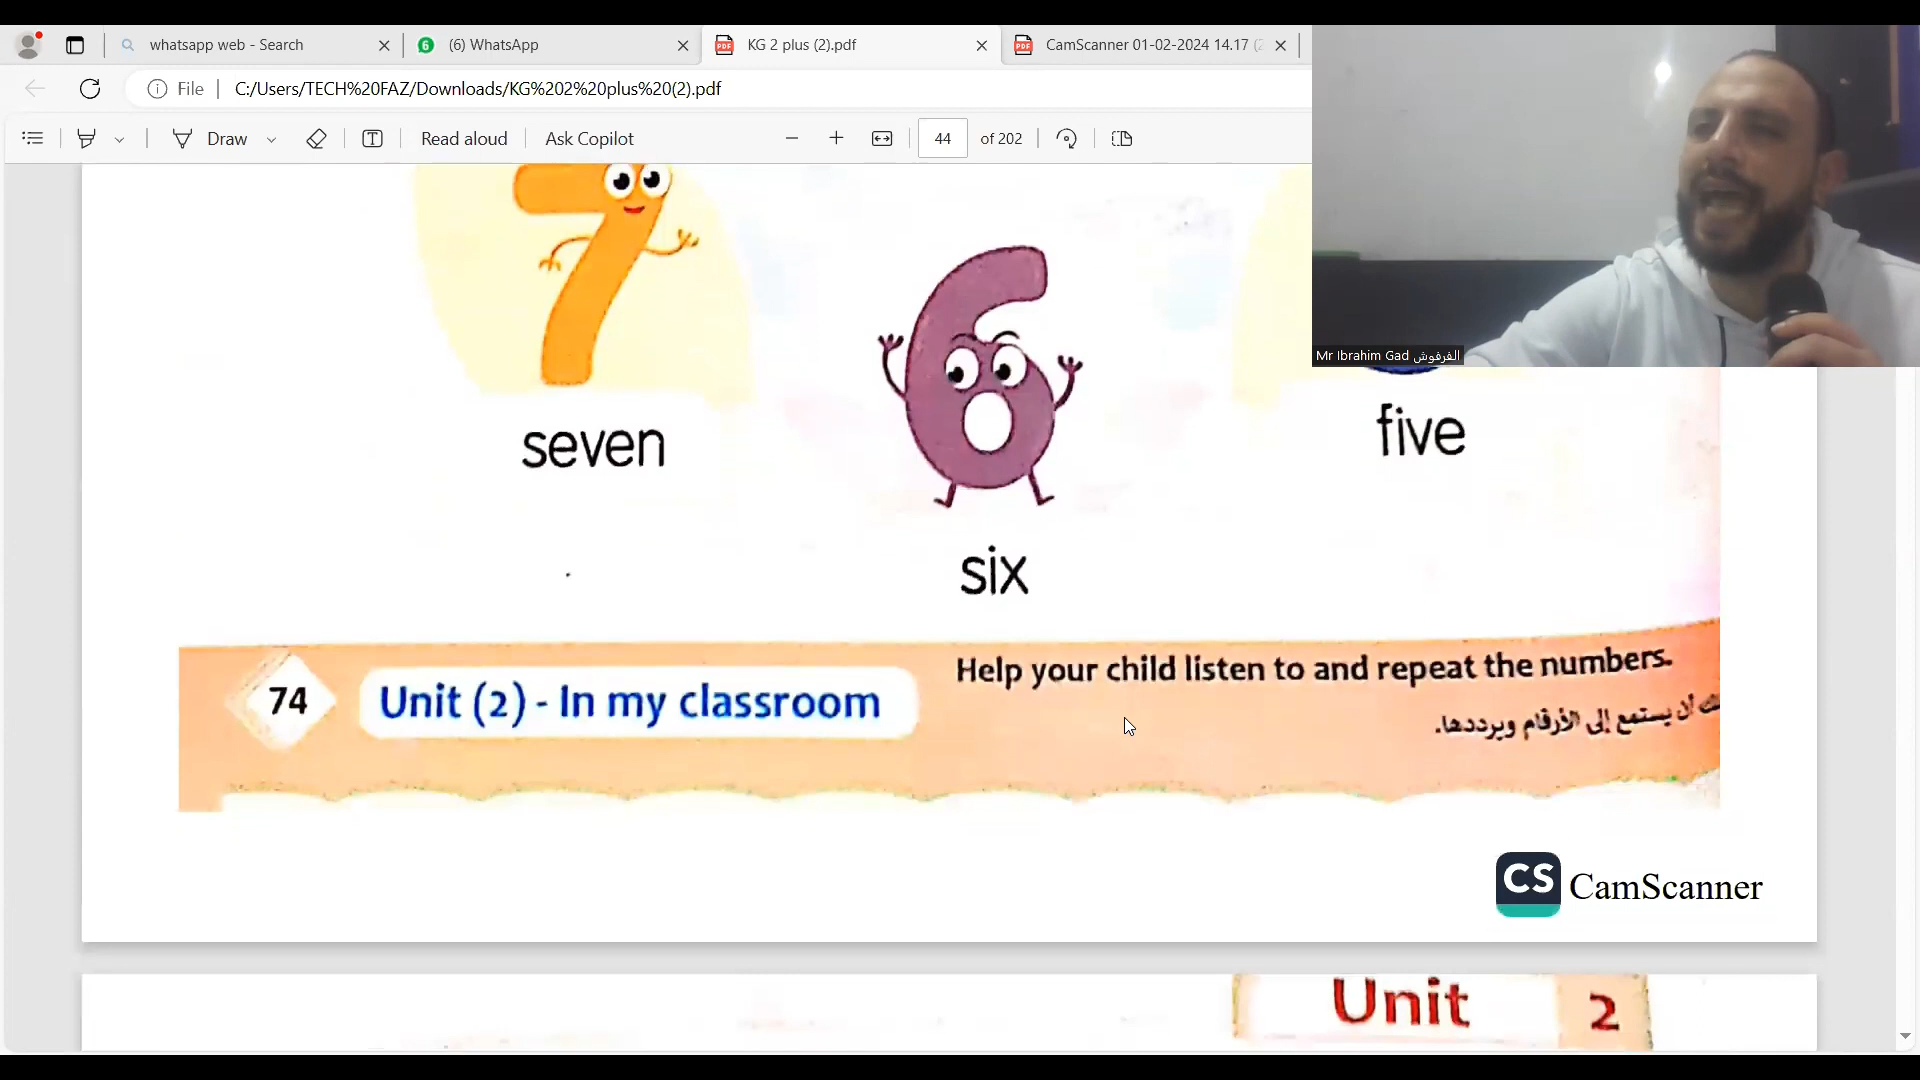 whatsapp web - Search
(6) WhatsApp
KG 2 plus (2).pdf
CamScanner 01-02-2024 14.17
File
C:/Users/TECH%20FAZ/Downloads/KG%202%20plus%20(2).pdf
Draw
Read aloud
Ask Copilot
44 of 202
Mr Ibrahim Gad الفرفوش
seven
five
six
74
Unit (2) - In my classroom
Help your child listen to and repeat the numbers.
أن يستمع إلى الأرقام ويرددها.
CS CamScanner
Unit 2